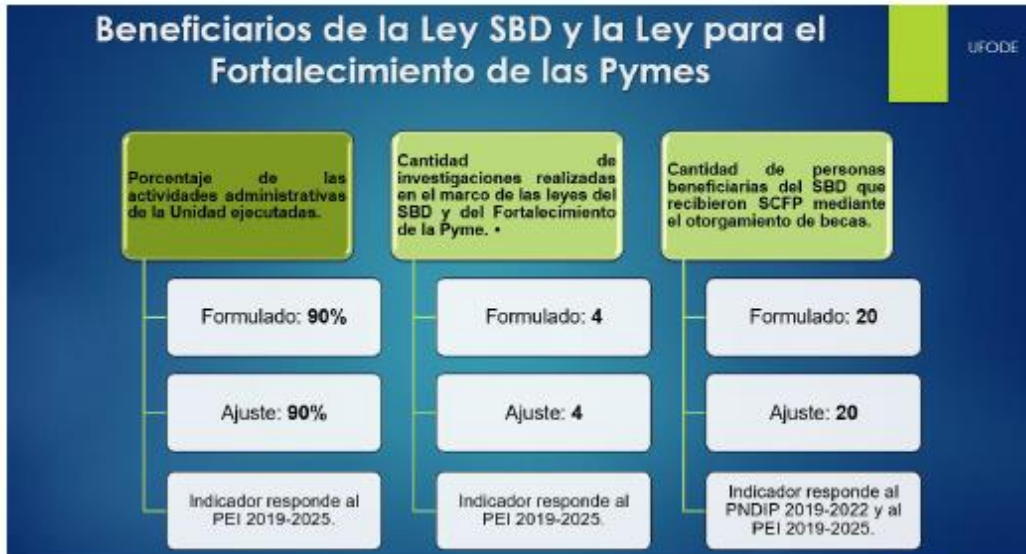 Beneficiarios de la Ley SBD y la Ley para el
Fortalecimiento de las Pymes
UFODE
Porcentaje de las
actividades administrativas
de la Unidad ejecutadas.
Formulado: 90%
Ajuste: 90%
Indicador responde al
PEI 2019-2025.
Cantidad de
investigaciones realizadas
en el marco de las leyes del
SBD y del Fortalecimiento
de la Pyme. •
Formulado: 4
Ajuste: 4
Indicador responde al
PEI 2019-2025.
Cantidad de personas
beneficiarias del SBD que
recibieron SCFP mediante
el otorgamiento de becas.
Formulado: 20
Ajuste: 20
Indicador responde al
PNDIP 2019-2022 y al
PEI 2019-2025.